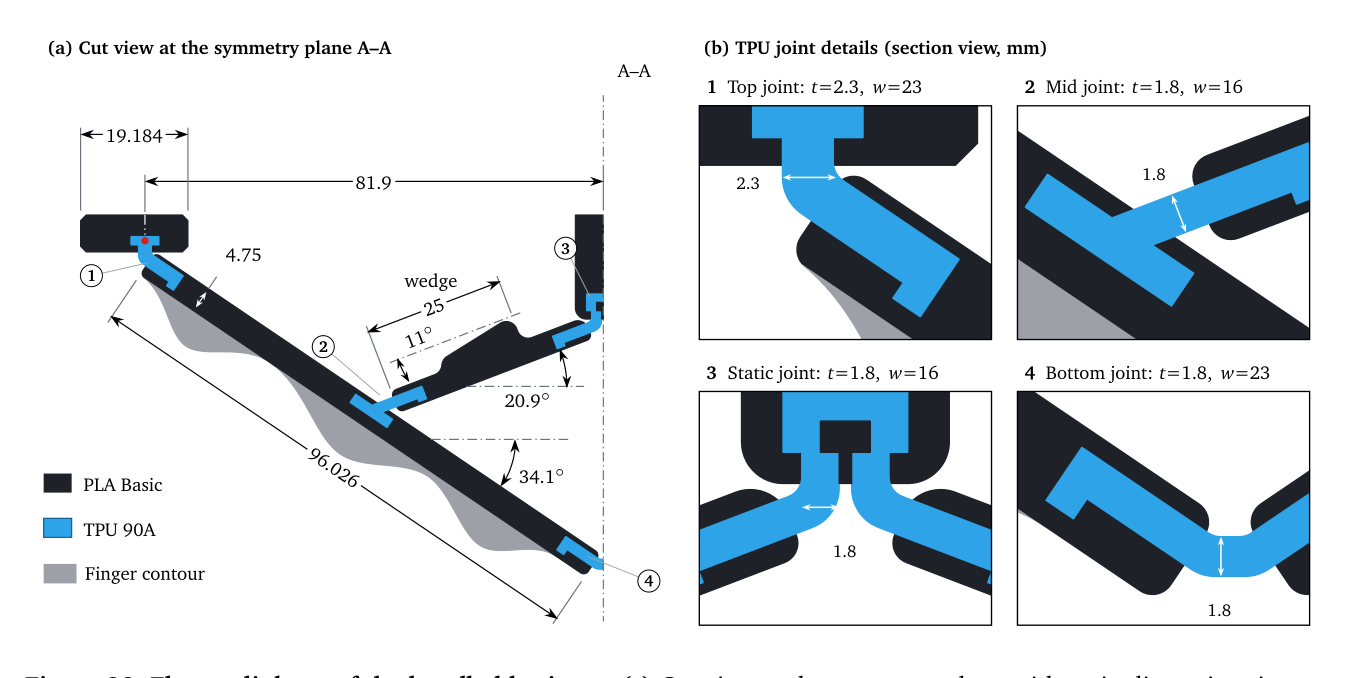 (a) Cut view at the symmetry plane A–A
A–A
19.184
81.9
3
4.75
1
wedge
25
11°
2
20.9°
96.026
34.1°
PLA Basic
TPU 90A
Finger contour
4
(b) TPU joint details (section view, mm)
1 Top joint: t=2.3, w=23
2.3
2 Mid joint: t=1.8, w=16
1.8
3 Static joint: t=1.8, w=16
1.8
4 Bottom joint: t=1.8, w=23
1.8